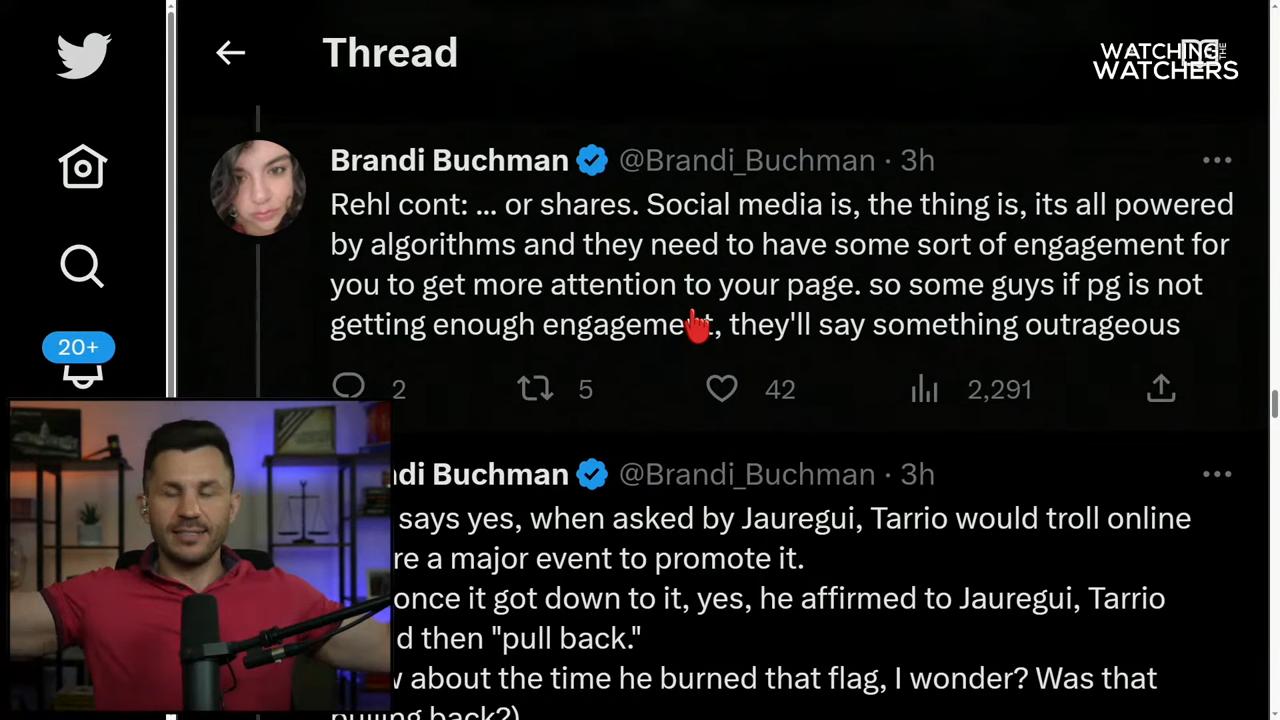 Thread
WATCHING THE
WATCHERS
Brandi Buchman @Brandi_Buchman · 3h
Rehl cont: ... or shares. Social media is, the thing is, its all powered
by algorithms and they need to have some sort of engagement for
you to get more attention to your page. so some guys if pg is not
getting enough engagement, they'll say something outrageous
2 5 42 2,291
20+
di Buchman @Brandi_Buchman · 3h
says yes, when asked by Jauregui, Tarrio would troll online
re a major event to promote it.
once it got down to it, yes, he affirmed to Jauregui, Tarrio
d then "pull back."
about the time he burned that flag, I wonder? Was that
pulling back?)